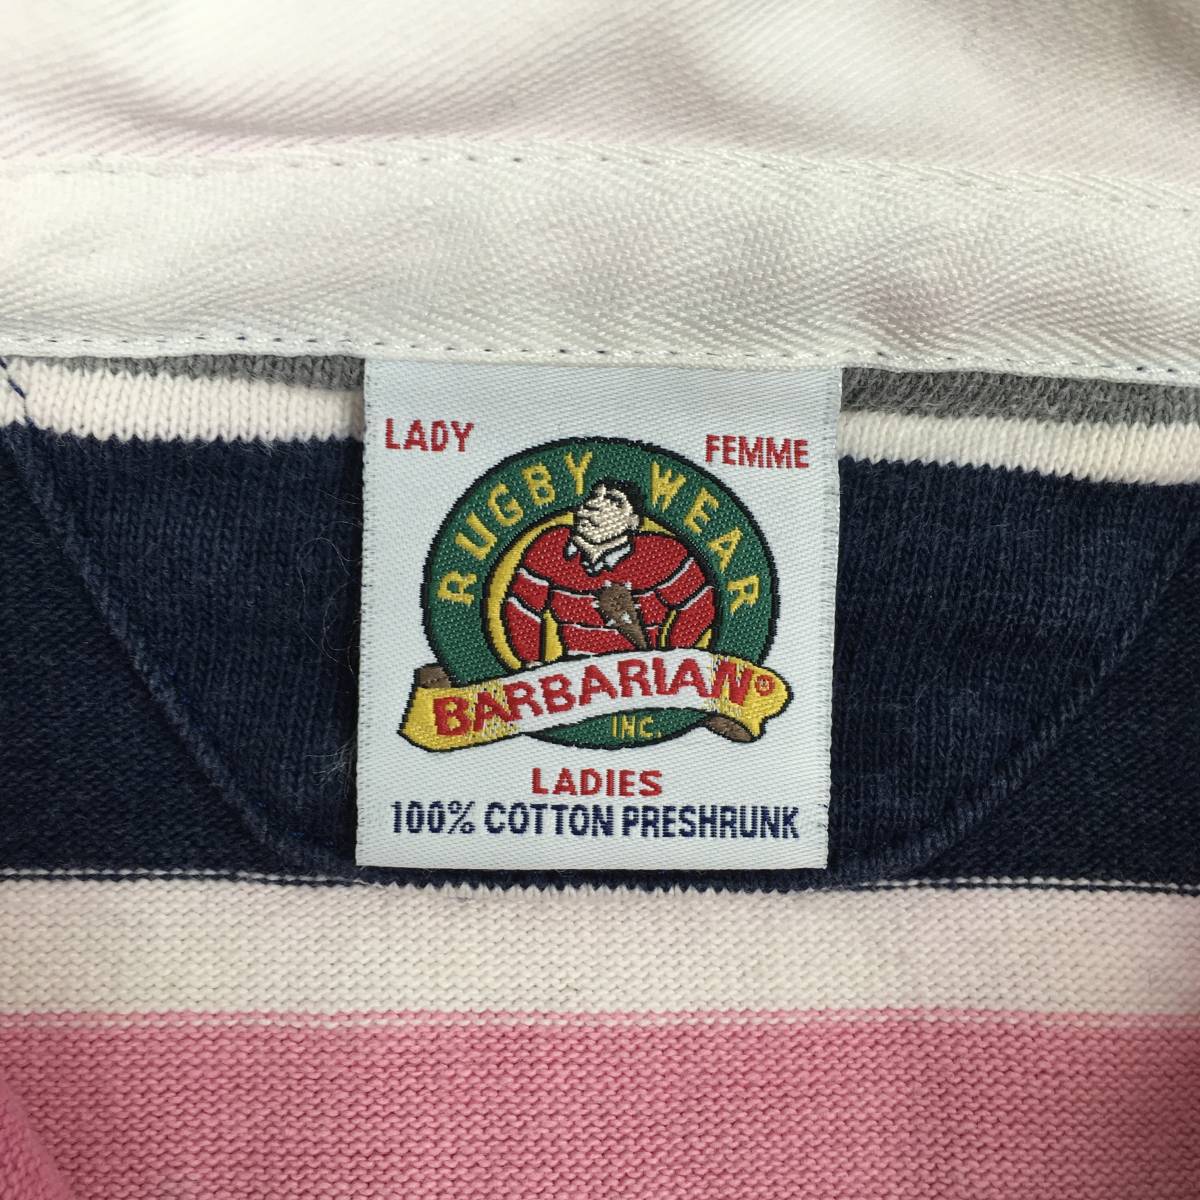 LADY FEMME
RUGBY WEAR
BARBARIAN®
INC.
LADIES
100% COTTON PRESHRUNK